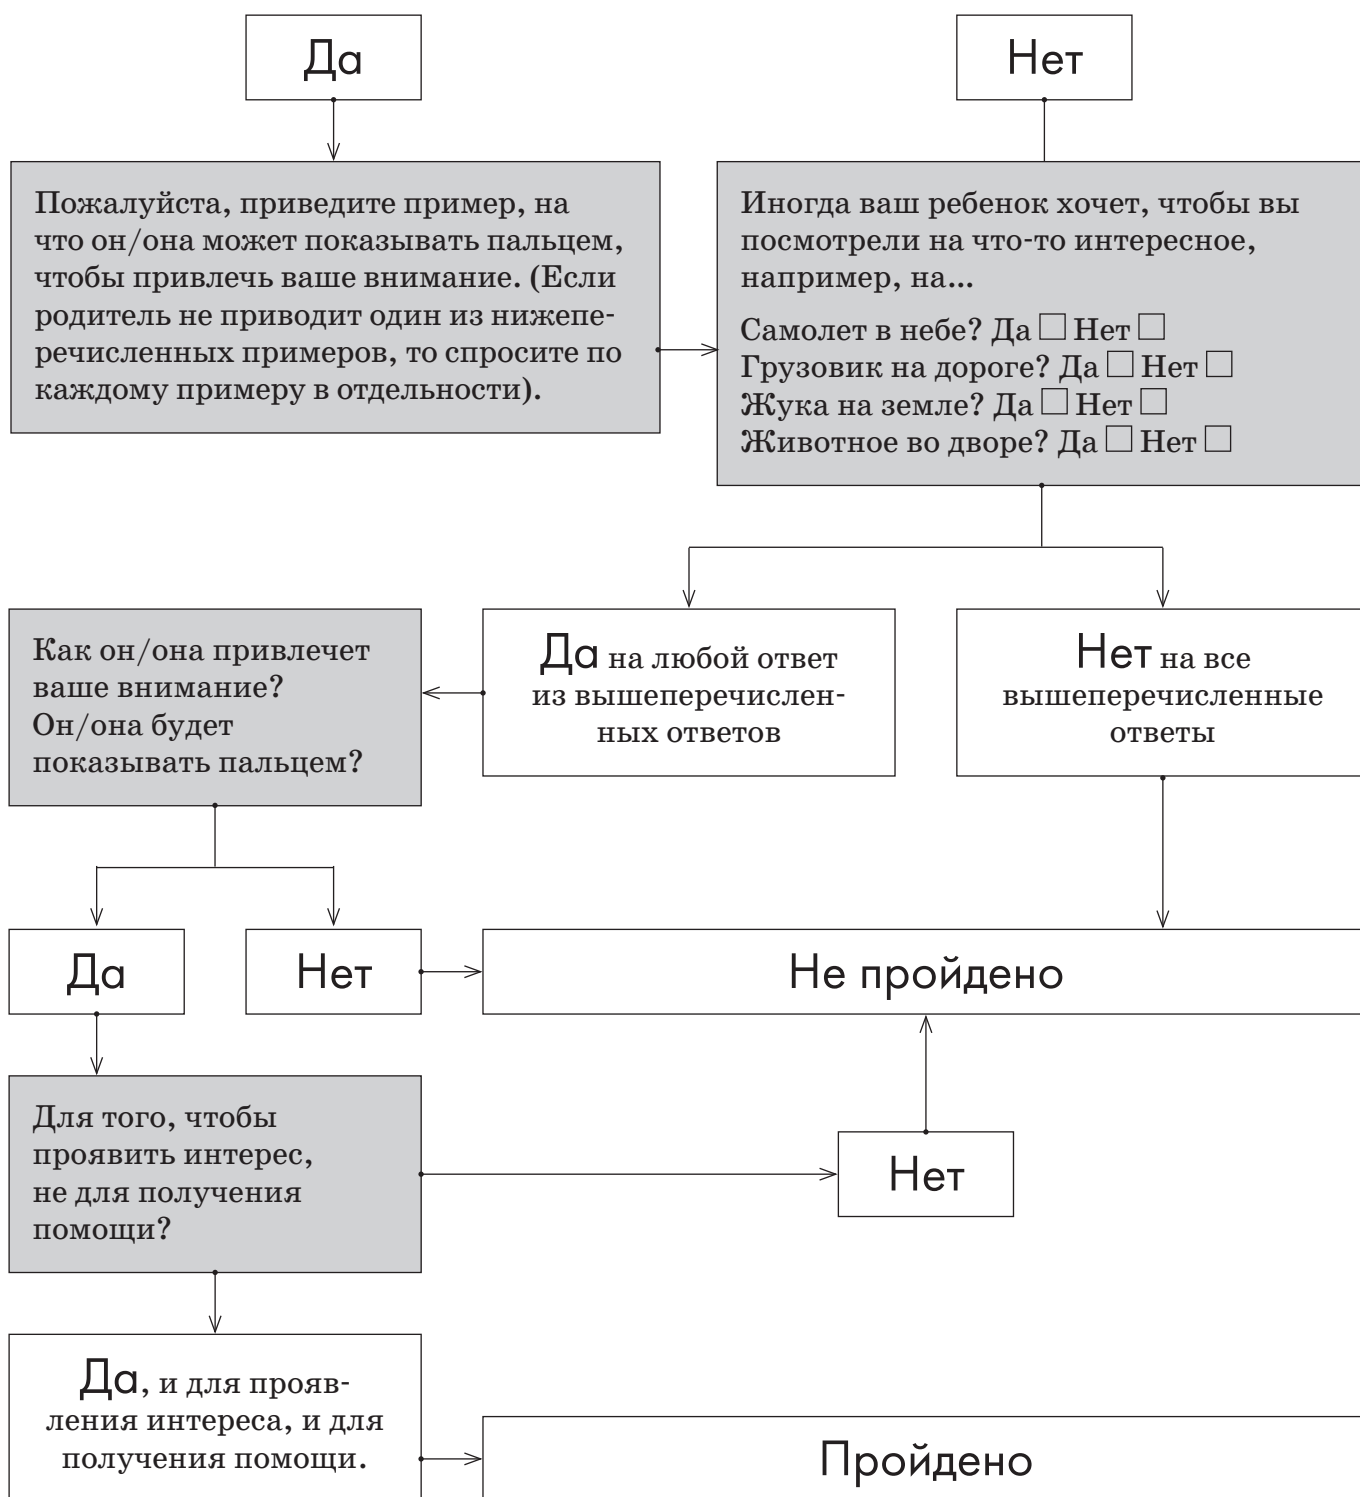 Да
Нет
Пожалуйста, приведите пример, на
что он/она может показывать пальцем,
чтобы привлечь ваше внимание. (Если
родитель не приводит один из нижепе-
речисленных примеров, то спросите по
каждому примеру в отдельности).
Иногда ваш ребенок хочет, чтобы вы
посмотрели на что-то интересное,
например, на...
Самолет в небе? Да □ Нет □
Грузовик на дороге? Да □ Нет □
Жука на земле? Да □ Нет □
Животное во дворе? Да □ Нет □
Как он/она привлечет
ваше внимание?
Он/она будет
показывать пальцем?
Да на любой ответ
из вышеперечислен-
ных ответов
Нет на все
вышеперечисленные
ответы
Да
Нет
Не пройдено
Для того, чтобы
проявить интерес,
не для получения
помощи?
Нет
Да, и для прояв-
ления интереса, и для
получения помощи.
Пройдено